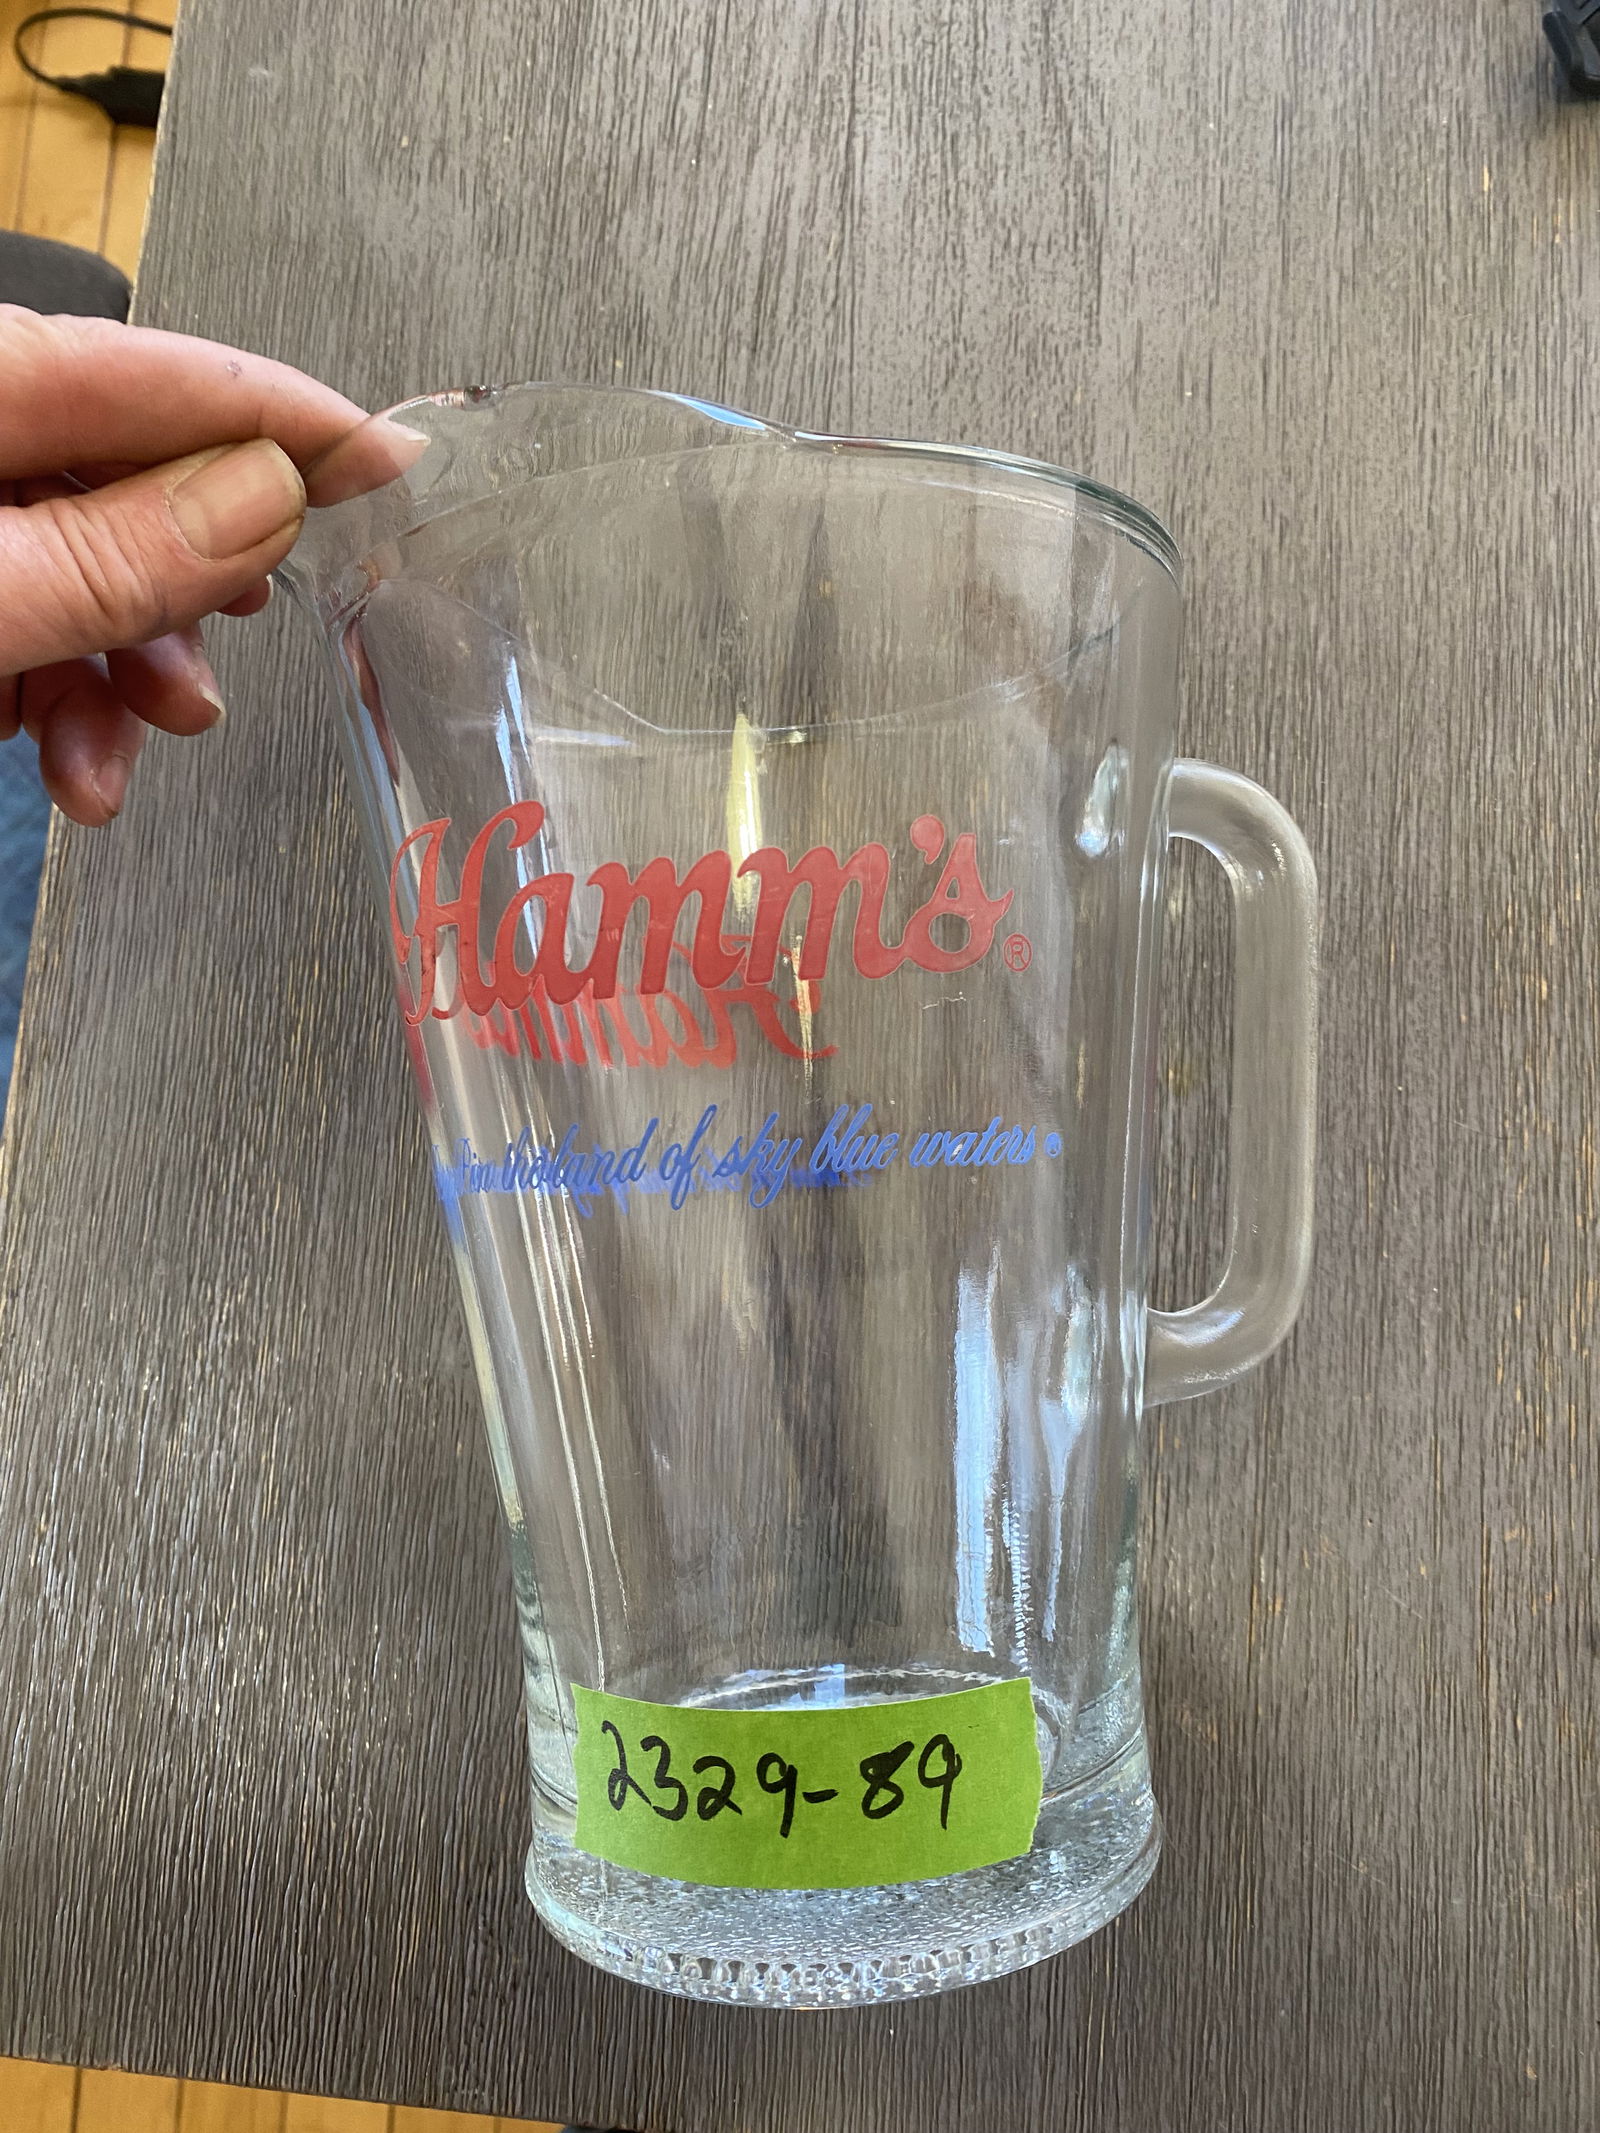 Hamm's®
in the land of sky blue waters®
2329-89